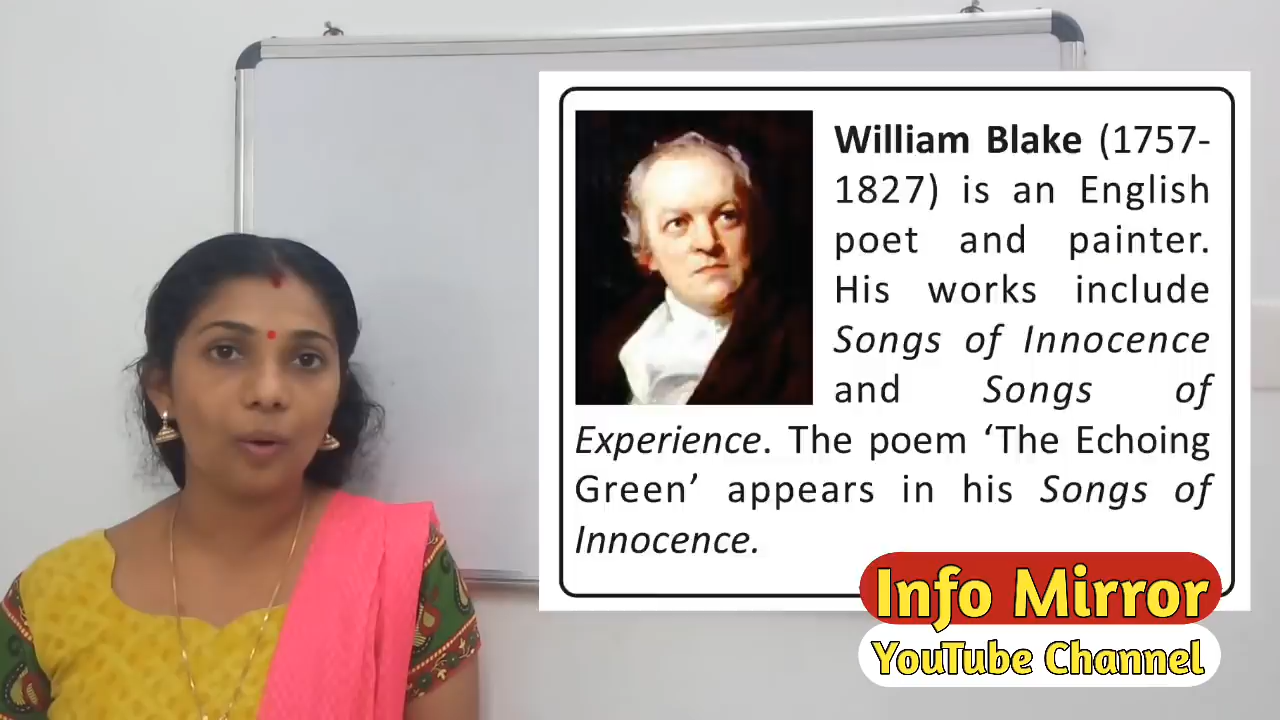 William Blake (1757-
1827) is an English
poet and painter.
His works include
Songs of Innocence
and Songs of
Experience. The poem ‘The Echoing
Green’ appears in his Songs of
Innocence.
Info Mirror
YouTube Channel